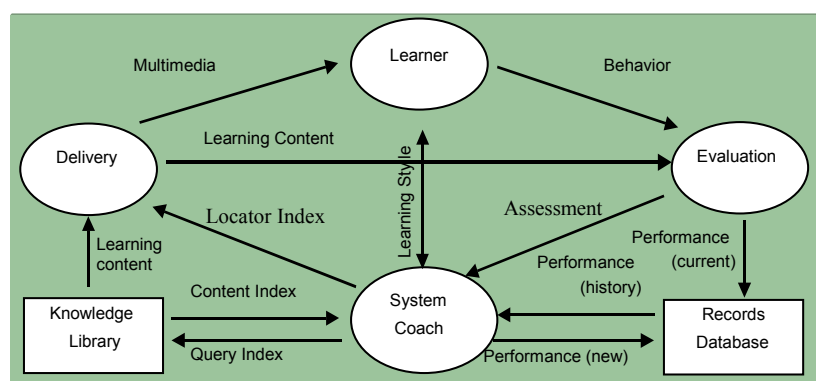 Learner
Multimedia
Behavior
Delivery
Learning Content
Evaluation
Learning Stylle
Locator Index
Assessment
Learning
content
Performance
(current)
Performance
(history)
Knowledge
Library
Content Index
Query Index
System
Coach
Performance (new)
Records
Database